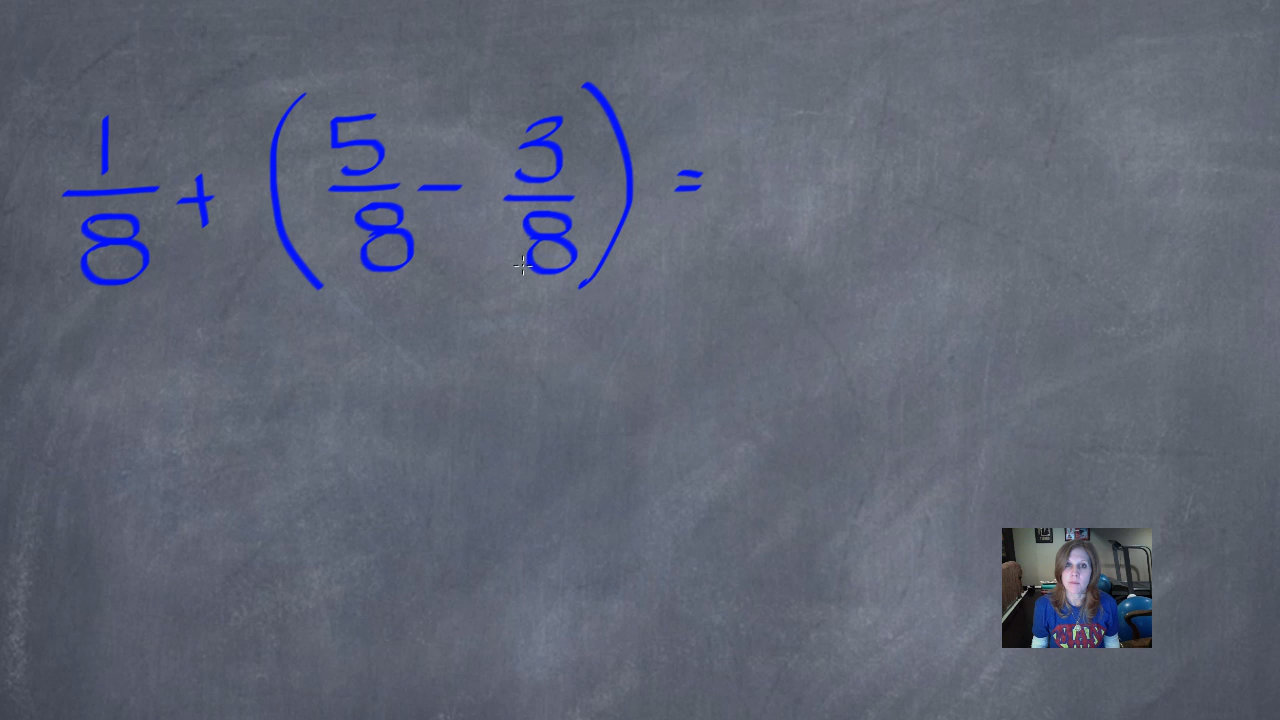 1/8 + (5/8 - 3/8) =